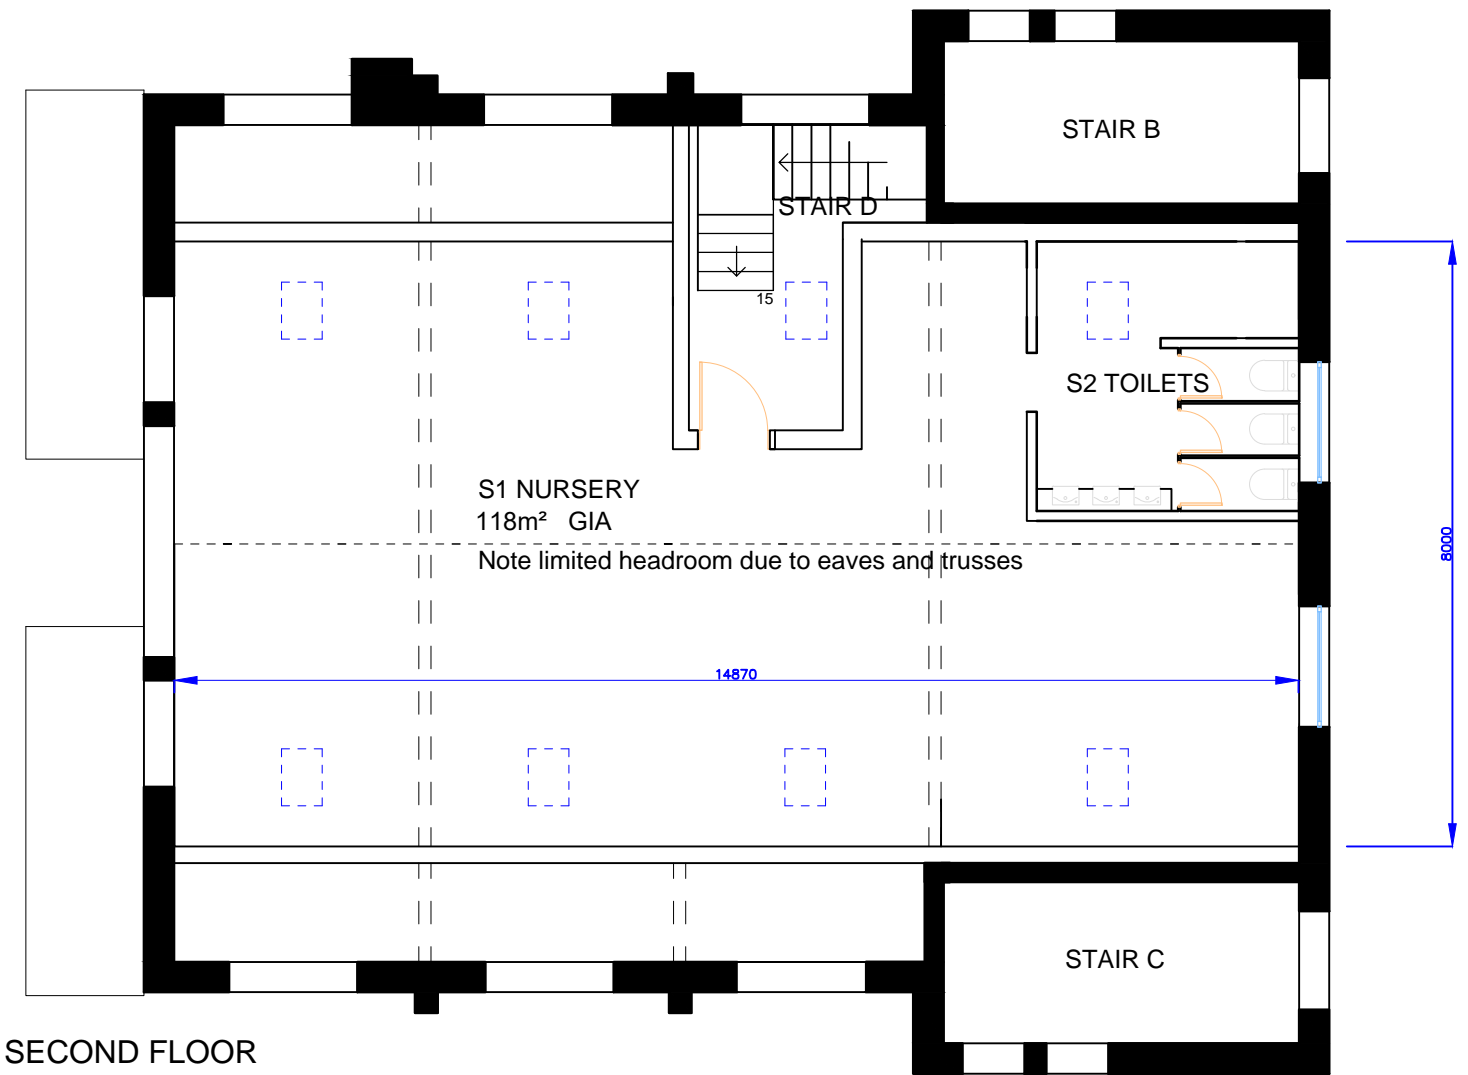 STAIR B
STAIR D
15
S2 TOILETS
S1 NURSERY
118m² GIA
Note limited headroom due to eaves and trusses
8000
14870
STAIR C
SECOND FLOOR